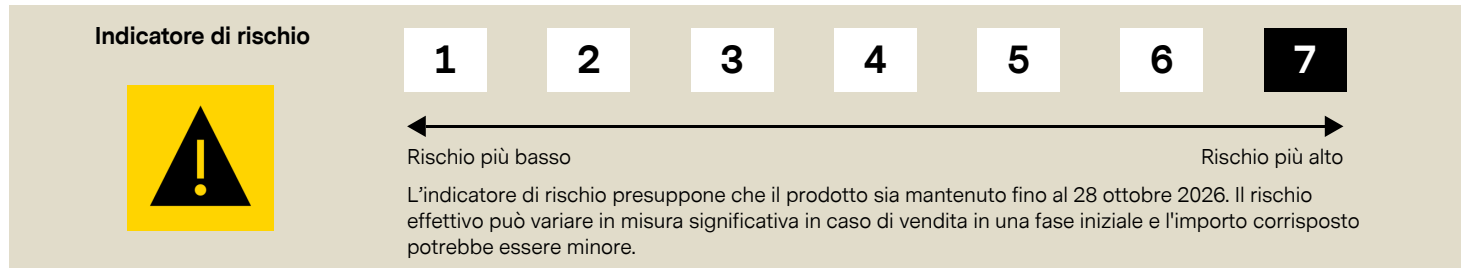 Indicatore di rischio
1 2 3 4 5 6 7
Rischio più basso Rischio più alto
L'indicatore di rischio presuppone che il prodotto sia mantenuto fino al 28 ottobre 2026. Il rischio
effettivo può variare in misura significativa in caso di vendita in una fase iniziale e l'importo corrisposto
potrebbe essere minore.